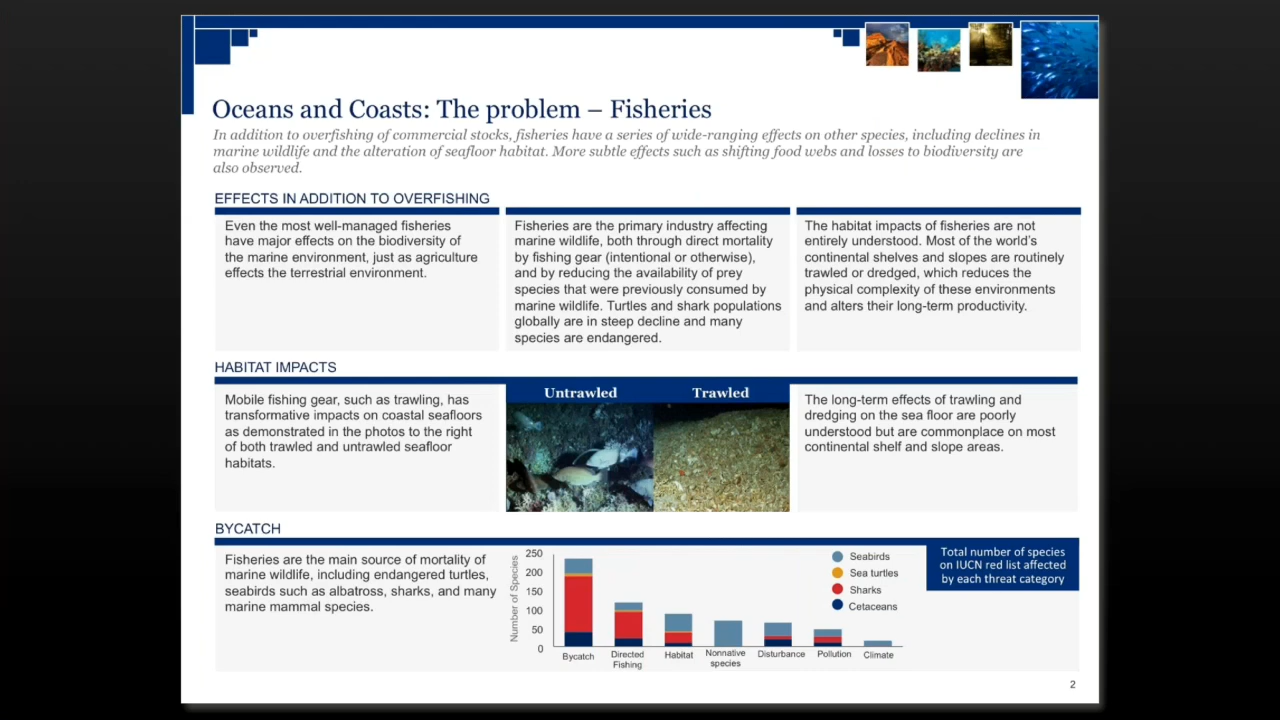 Oceans and Coasts: The problem – Fisheries
In addition to overfishing of commercial stocks, fisheries have a series of wide-ranging effects on other species, including declines in
marine wildlife and the alteration of seafloor habitat. More subtle effects such as shifting food webs and losses to biodiversity are
also observed.
EFFECTS IN ADDITION TO OVERFISHING
Even the most well-managed fisheries
have major effects on the biodiversity of
the marine environment, just as agriculture
effects the terrestrial environment.
Fisheries are the primary industry affecting
marine wildlife, both through direct mortality
by fishing gear (intentional or otherwise),
and by reducing the availability of prey
species that were previously consumed by
marine wildlife. Turtles and shark populations
globally are in steep decline and many
species are endangered.
The habitat impacts of fisheries are not
entirely understood. Most of the world's
continental shelves and slopes are routinely
trawled or dredged, which reduces the
physical complexity of these environments
and alters their long-term productivity.
HABITAT IMPACTS
Mobile fishing gear, such as trawling, has
transformative impacts on coastal seafloors
as demonstrated in the photos to the right
of both trawled and untrawled seafloor
habitats.
Untrawled
Trawled
The long-term effects of trawling and
dredging on the sea floor are poorly
understood but are commonplace on most
continental shelf and slope areas.
BYCATCH
Fisheries are the main source of mortality of
marine wildlife, including endangered turtles,
seabirds such as albatross, sharks, and many
marine mammal species.
Number of Species
250
200
150
100
50
0
Bycatch
Directed
Fishing
Habitat
Nonnative
species
Disturbance
Pollution
Climate
Seabirds
Sea turtles
Sharks
Cetaceans
Total number of species
on IUCN red list affected
by each threat category
2